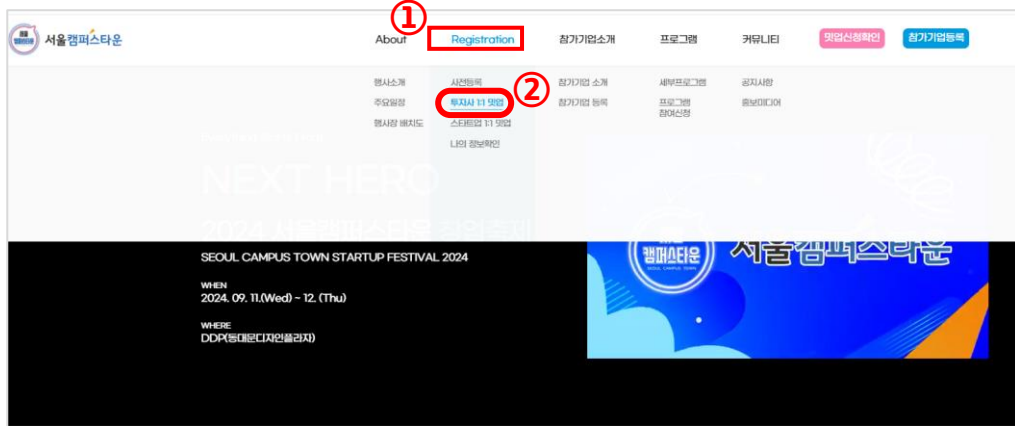 ①
서울캠퍼스타운
About Registration 참가기업소개 프로그램 커뮤니티 밋업신청확인 참가기업등록
②
행사소개 사전등록 참가기업 소개 세부프로그램 공지사항
주요일정 투자사 1:1 밋업 참가기업 등록 프로그램 홍보미디어
참여신청
행사장 배치도 스타트업 1:1 밋업
나의 정보확인
NEXT HERO
2024 서울캠퍼스타운 창업축제
SEOUL CAMPUS TOWN STARTUP FESTIVAL 2024
캠퍼스타운
SEOUL CAMPUS TOWN
서울캠퍼스타운
WHEN
2024. 09. 11.(Wed) ~ 12. (Thu)
WHERE
DDP(동대문디자인플라자)